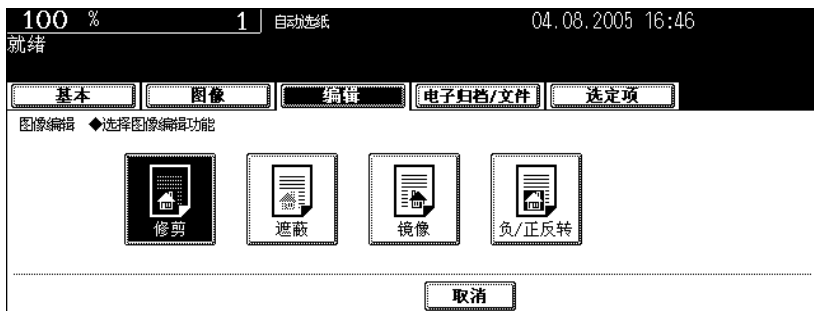 100 % 1 自动选纸 04.08.2005 16:46
就绪
基本 图像 编辑 电子归档/文件 选定项
图像编辑 ◆选择图像编辑功能
修剪 遮蔽 镜像 负/正反转
取消